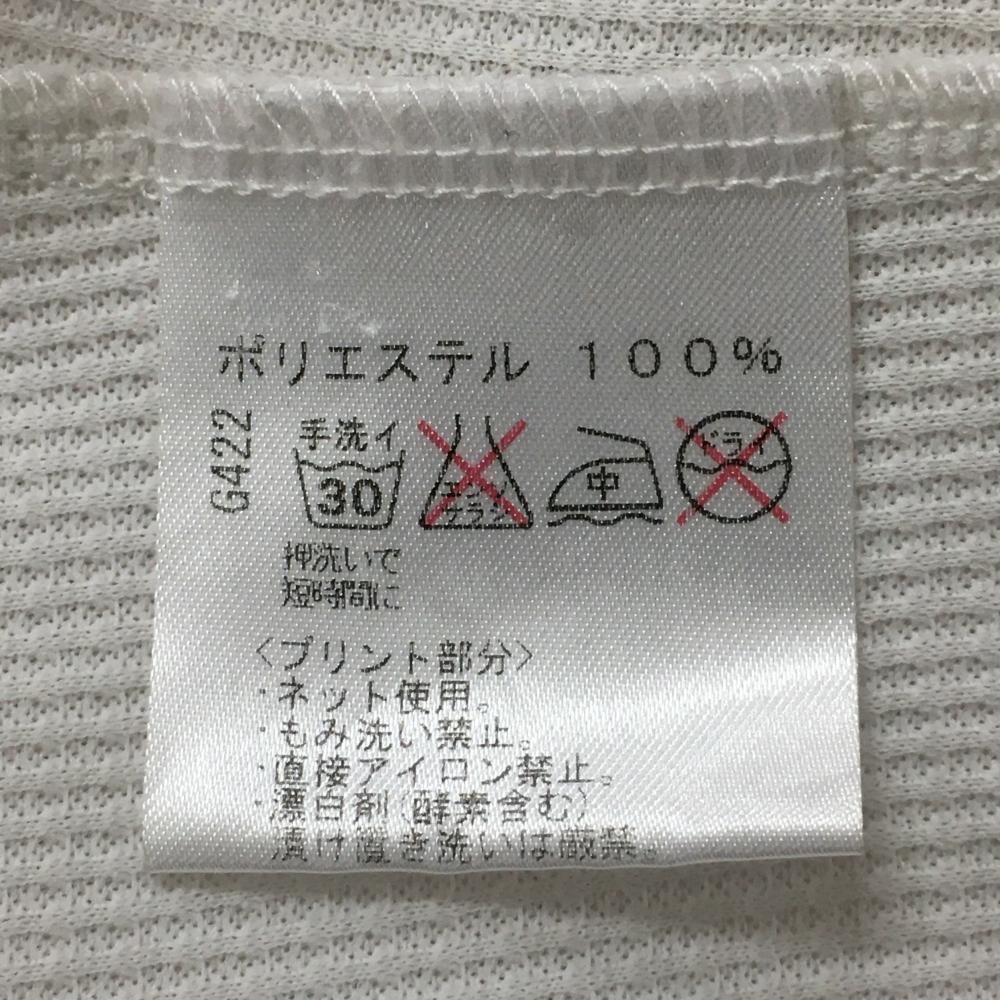 ポリエステル 100%
G422
手洗イ
30
エンソ
サラシ
中
ドライ
押洗いで
短時間に
〈プリント部分〉
・ネット使用。
・もみ洗い禁止。
・直接アイロン禁止。
・漂白剤(酵素含む)
漬け置き洗いは厳禁。